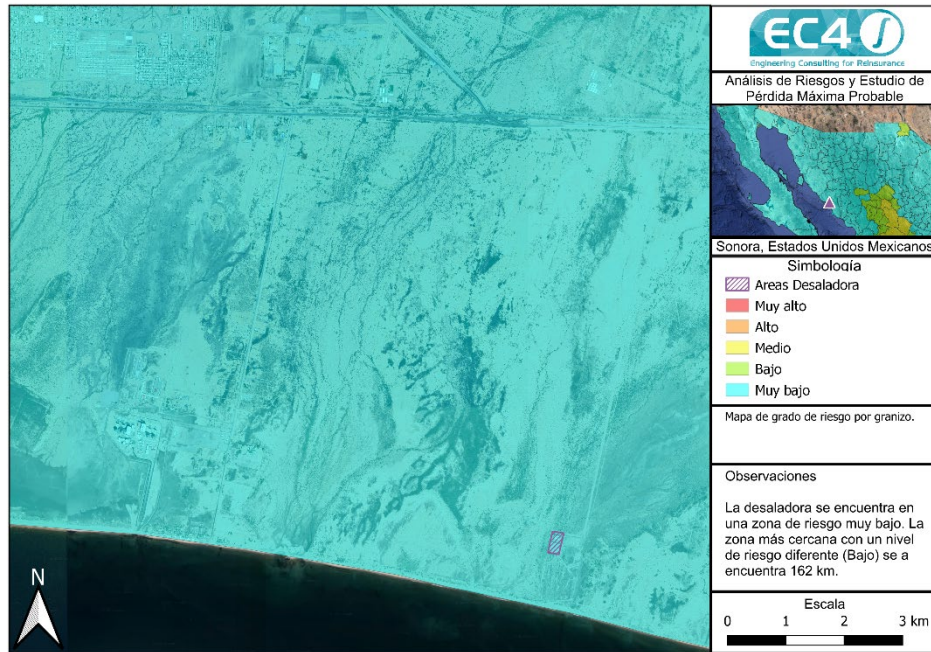 EC4
Engineering Consulting for Reinsurance
Análisis de Riesgos y Estudio de
Pérdida Máxima Probable
Sonora, Estados Unidos Mexicanos
Simbología
Areas Desaladora
Muy alto
Alto
Medio
Bajo
Muy bajo
Mapa de grado de riesgo por granizo.
Observaciones
La desaladora se encuentra en
una zona de riesgo muy bajo. La
zona más cercana con un nivel
de riesgo diferente (Bajo) se a
encuentra 162 km.
Escala
0 1 2 3 km
N